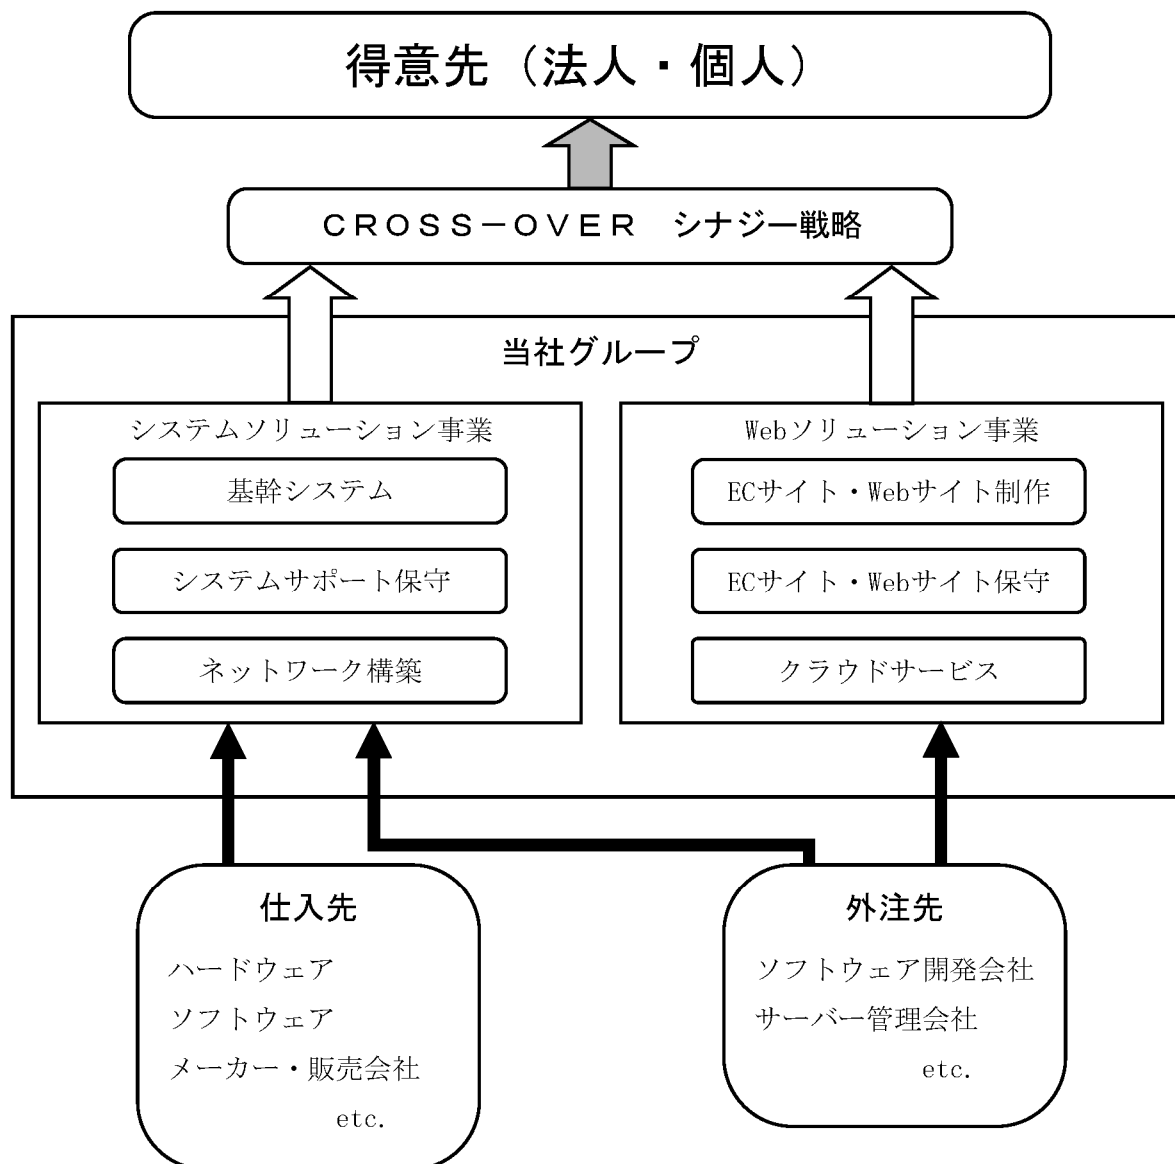 得意先（法人・個人）
ＣＲＯＳＳ－ＯＶＥＲ　シナジー戦略
当社グループ
システムソリューション事業
基幹システム
システムサポート保守
ネットワーク構築
Webソリューション事業
ECサイト・Webサイト制作
ECサイト・Webサイト保守
クラウドサービス
仕入先
ハードウェア
ソフトウェア
メーカー・販売会社
etc.
外注先
ソフトウェア開発会社
サーバー管理会社
etc.